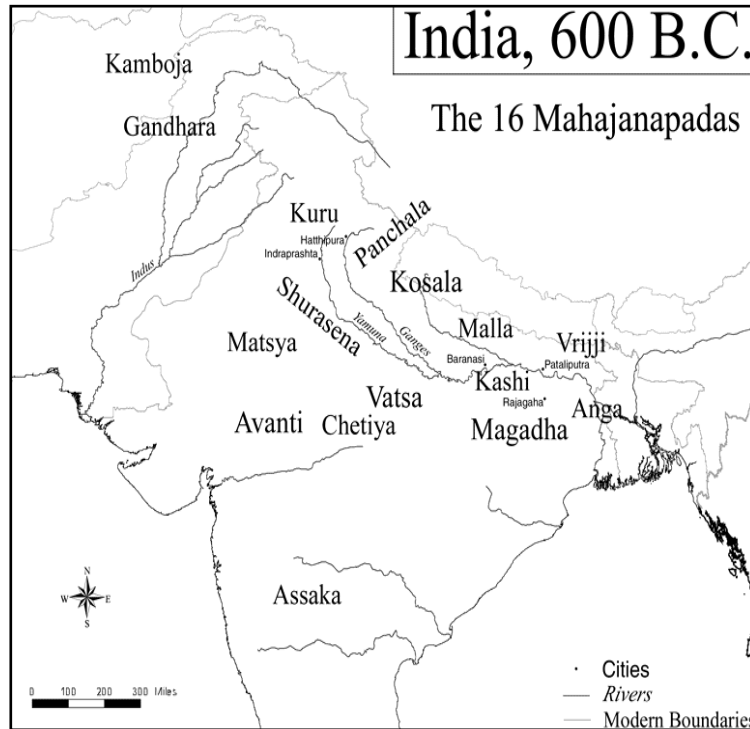 India, 600 B.C.
The 16 Mahajanapadas
Kamboja
Gandhara
Kuru
Hatthipura
Indraprashta
Panchala
Indus
Kosala
Shurasena
Yamuna
Ganges
Matsya
Malla
Vrijji
Baranasi
Pataliputra
Kashi
Vatsa
Rajagaha
Anga
Avanti
Chetiya
Magadha
Assaka
N
W E
S
0 100 200 300 Miles
Cities
Rivers
Modern Boundaries